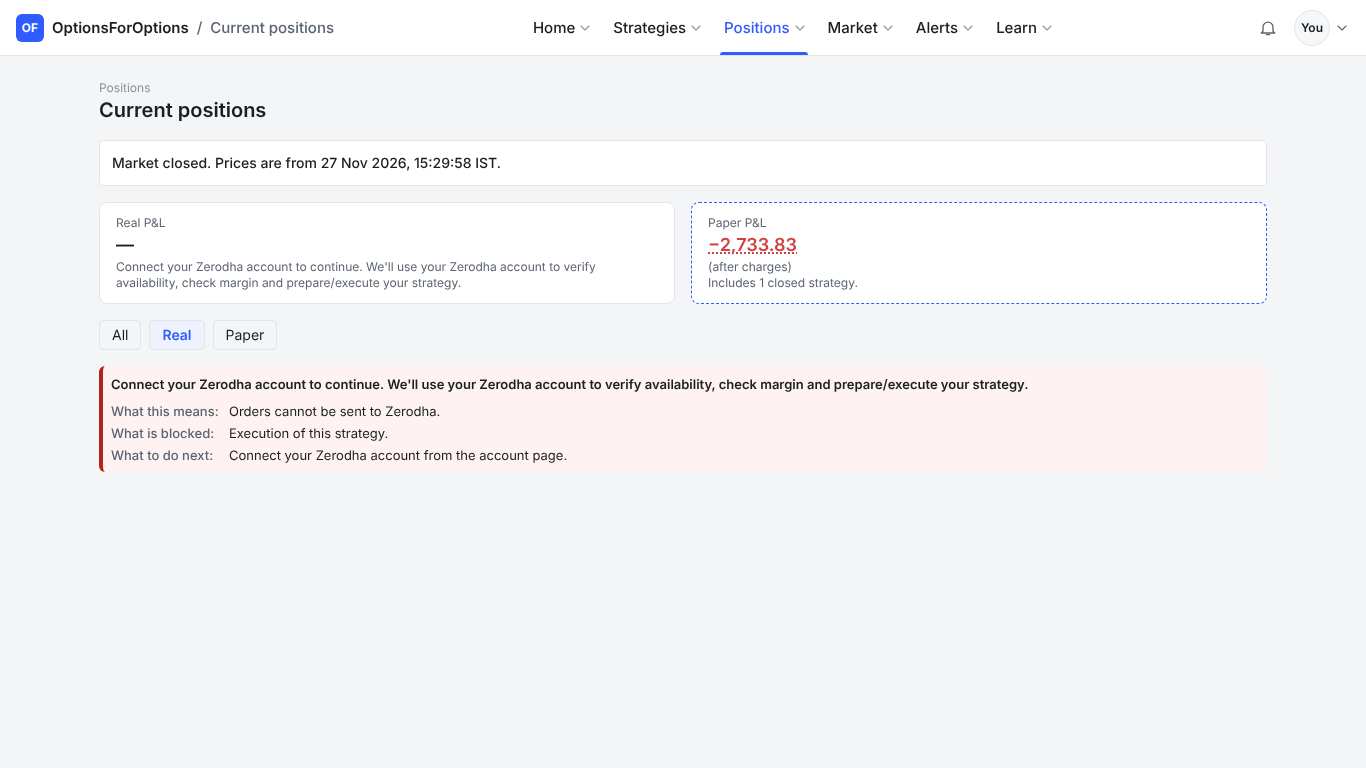 OF OptionsForOptions / Current positions Home Strategies Positions Market Alerts Learn You
Positions
Current positions
Market closed. Prices are from 27 Nov 2026, 15:29:58 IST.
Real P&L
—
Connect your Zerodha account to continue. We'll use your Zerodha account to verify
availability, check margin and prepare/execute your strategy.
Paper P&L
−2,733.83
(after charges)
Includes 1 closed strategy.
All Real Paper
Connect your Zerodha account to continue. We'll use your Zerodha account to verify availability, check margin and prepare/execute your strategy.
What this means: Orders cannot be sent to Zerodha.
What is blocked: Execution of this strategy.
What to do next: Connect your Zerodha account from the account page.